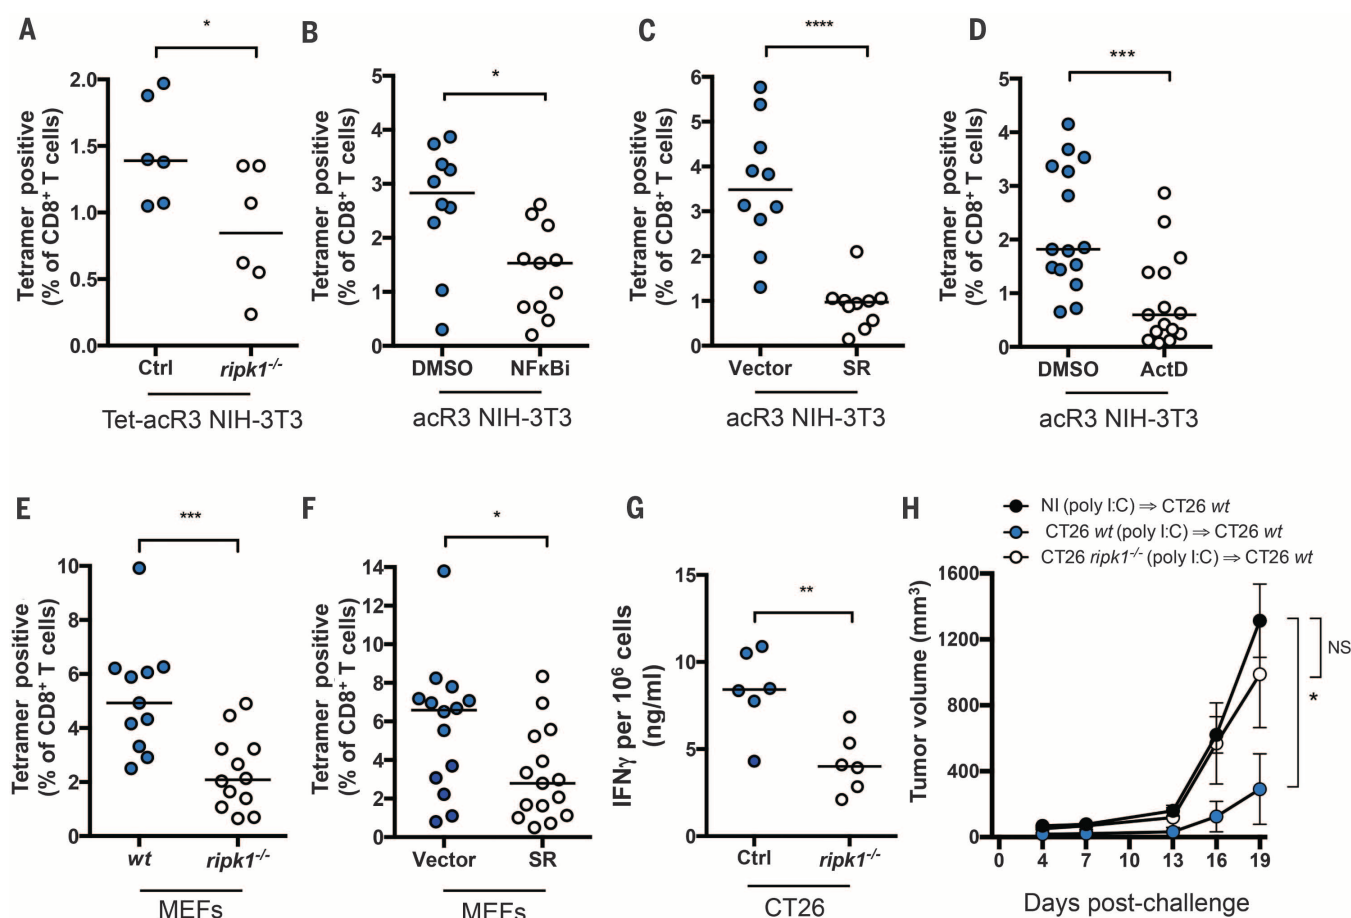 A
*
Tetramer positive
(% of CD8⁺ T cells)
2.0
1.5
1.0
0.5
0.0
Ctrl ripk1⁻/⁻
Tet-acR3 NIH-3T3
B
*
Tetramer positive
(% of CD8⁺ T cells)
5
4
3
2
1
0
DMSO NFκBi
acR3 NIH-3T3
C
****
Tetramer positive
(% of CD8⁺ T cells)
6
5
4
3
2
1
0
Vector SR
acR3 NIH-3T3
D
***
Tetramer positive
(% of CD8⁺ T cells)
5
4
3
2
1
0
DMSO ActD
acR3 NIH-3T3
E
***
Tetramer positive
(% of CD8⁺ T cells)
10
8
6
4
2
0
wt ripk1⁻/⁻
MEFs
F
*
Tetramer positive
(% of CD8⁺ T cells)
14
12
10
8
6
4
2
0
Vector SR
MEFs
G
**
IFNγ per 10⁶ cells
(ng/ml)
15
10
5
0
Ctrl ripk1⁻/⁻
CT26
H
NI (poly I:C) ⇒ CT26 wt
CT26 wt (poly I:C) ⇒ CT26 wt
CT26 ripk1⁻/⁻ (poly I:C) ⇒ CT26 wt
Tumor volume (mm³)
1600
1200
800
400
0
NS
*
0 4 7 10 13 16 19
Days post-challenge